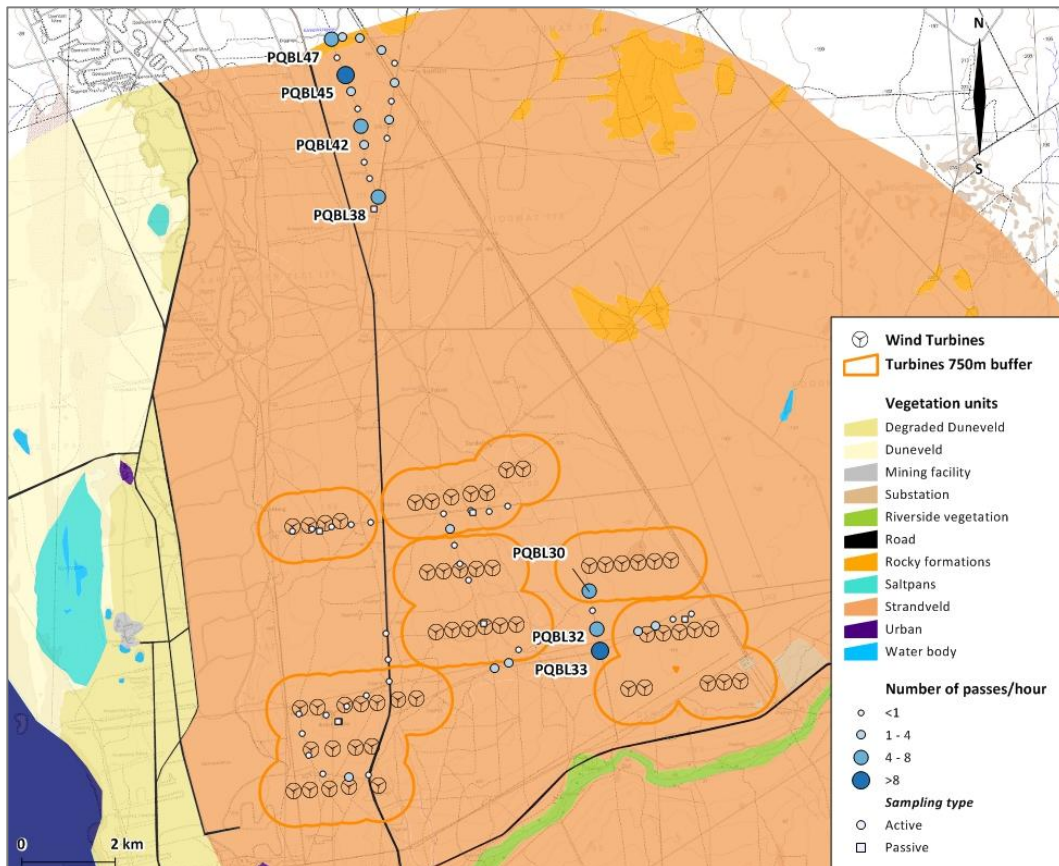 N
PQBL47
PQBL45
PQBL42
PQBL38
S
PQBL30
PQBL32
PQBL33
0 2 km
Wind Turbines
Turbines 750m buffer
Vegetation units
Degraded Duneveld
Duneveld
Mining facility
Substation
Riverside vegetation
Road
Rocky formations
Saltpans
Strandveld
Urban
Water body
Number of passes/hour
<1
1 - 4
4 - 8
>8
Sampling type
Active
Passive